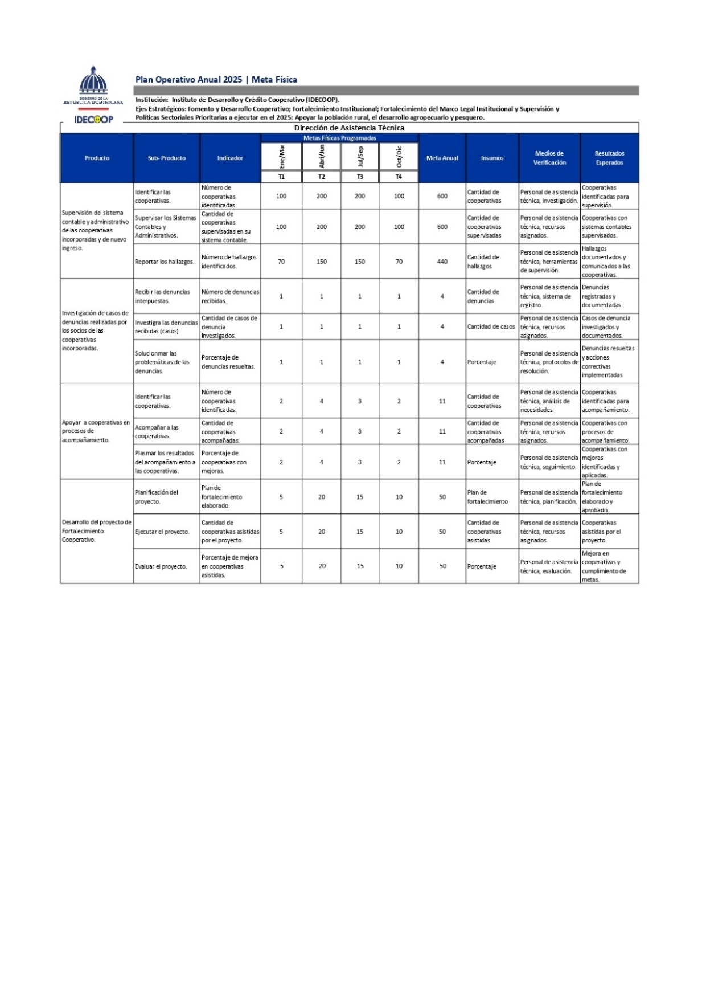 Plan Operativo Anual 2025 | Meta Física
GOBIERNO DE LA
REPÚBLICA DOMINICANA
IDECOOP
Institución: Instituto de Desarrollo y Crédito Cooperativo (IDECOOP).
Ejes Estratégicos: Fomento y Desarrollo Cooperativo; Fortalecimiento Institucional; Fortalecimiento del Marco Legal Institucional y Supervisión y
Políticas Sectoriales Prioritarias a ejecutar en el 2025: Apoyar la población rural, el desarrollo agropecuario y pesquero.
Dirección de Asistencia Técnica
Producto
Sub- Producto
Indicador
Metas Físicas Programadas
Ene/Mar
Abri/Jun
Jul/Sep
Oct/Dic
T1
T2
T3
T4
Meta Anual
Insumos
Medios de
Verificación
Resultados
Esperados
Supervisión del sistema
contable y administrativo
de las cooperativas
incorporadas y de nuevo
ingreso.
Identificar las
cooperativas.
Número de
cooperativas
identificadas.
100
200
200
100
600
Cantidad de
cooperativas
Personal de asistencia
técnica, investigación.
Cooperativas
identificadas para
supervisión.
Supervisar los Sistemas
Contables y
Administrativos.
Cantidad de
cooperativas
supervisadas en su
sistema contable.
100
200
200
100
600
Cantidad de
cooperativas
supervisadas
Personal de asistencia
técnica, recursos
asignados.
Cooperativas con
sistemas contables
supervisados.
Reportar los hallazgos.
Número de hallazgos
identificados.
70
150
150
70
440
Cantidad de
hallazgos
Personal de asistencia
técnica, herramientas
de supervisión.
Hallazgos
documentados y
comunicados a las
cooperativas.
Investigación de casos de
denuncias realizadas por
los socios de las
cooperativas
incorporadas.
Recibir las denuncias
interpuestas.
Número de denuncias
recibidas.
1
1
1
1
4
Cantidad de
denuncias
Personal de asistencia
técnica, sistema de
registro.
Denuncias
registradas y
documentadas.
Investigra las denuncias
recibidas (casos)
Cantidad de casos de
denuncia
investigados.
1
1
1
1
4
Cantidad de casos
Personal de asistencia
técnica, recursos
asignados.
Casos de denuncia
investigados y
documentados.
Solucionmar las
problemáticas de las
denuncias.
Porcentaje de
denuncias resueltas.
1
1
1
1
4
Porcentaje
Personal de asistencia
técnica, protocolos de
resolución.
Denuncias resueltas
y acciones
correctivas
implementadas.
Apoyar a cooperativas en
procesos de
acompañamiento.
Identificar las
cooperativas.
Número de
cooperativas
identificadas.
2
4
3
2
11
Cantidad de
cooperativas
Personal de asistencia
técnica, análisis de
necesidades.
Cooperativas
identificadas para
acompañamiento.
Acompañar a las
cooperativas.
Cantidad de
cooperativas
acompañadas.
2
4
3
2
11
Cantidad de
cooperativas
acompañadas
Personal de asistencia
técnica, recursos
asignados.
Cooperativas con
procesos de
acompañamiento.
Plasmar los resultados
del acompañamiento a
las cooperativas.
Porcentaje de
cooperativas con
mejoras.
2
4
3
2
11
Porcentaje
Personal de asistencia
técnica, seguimiento.
Cooperativas con
mejoras
identificadas y
aplicadas.
Desarrollo del proyecto de
Fortalecimiento
Cooperativo.
Planificación del
proyecto.
Plan de
fortalecimiento
elaborado.
5
20
15
10
50
Plan de
fortalecimiento
Personal de asistencia
técnica, planificación.
Plan de
fortalecimiento
elaborado y
aprobado.
Ejecutar el proyecto.
Cantidad de
cooperativas asistidas
por el proyecto.
5
20
15
10
50
Cantidad de
cooperativas
asistidas
Personal de asistencia
técnica, recursos
asignados.
Cooperativas
asistidas por el
proyecto.
Evaluar el proyecto.
Porcentaje de mejora
en cooperativas
asistidas.
5
20
15
10
50
Porcentaje
Personal de asistencia
técnica, evaluación.
Mejora en
cooperativas y
cumplimiento de
metas.